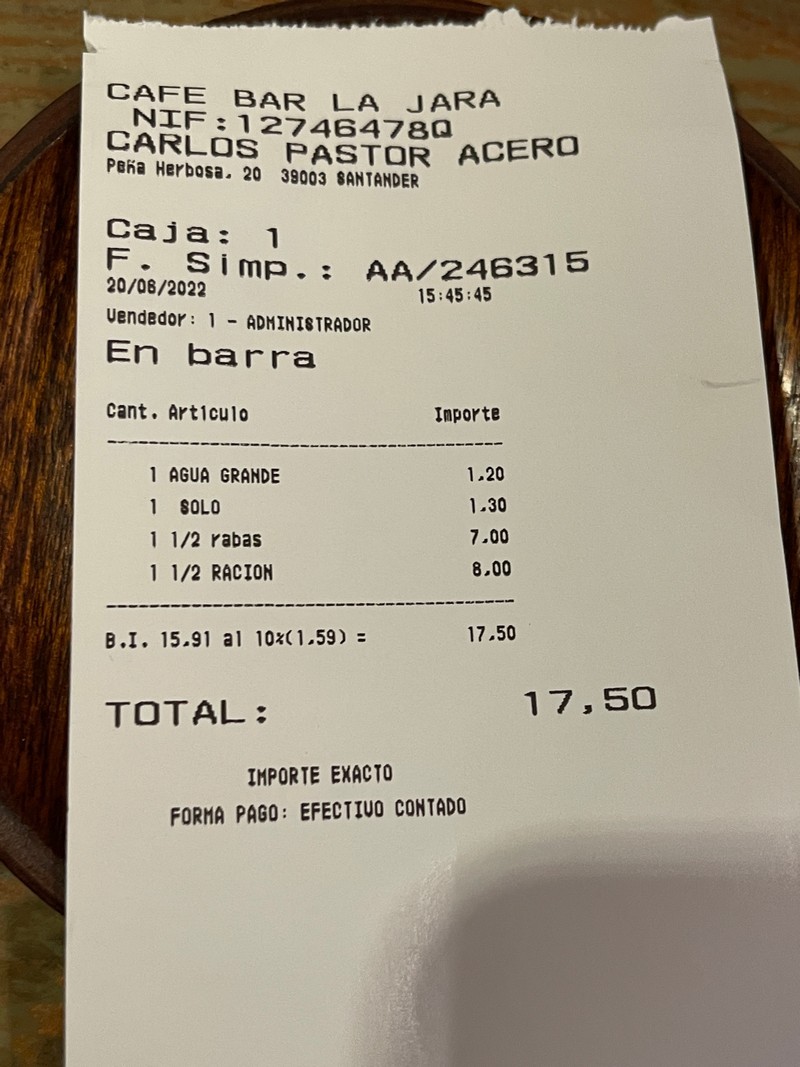 CAFE BAR LA JARA
NIF:12746478Q
CARLOS PASTOR ACERO
Peña Herbosa, 20 39003 SANTANDER
Caja: 1
F. Simp.: AA/246315
20/06/2022 15:45:45
Vendedor: 1 - ADMINISTRADOR
En barra
Cant. Artículo Importe
1 AGUA GRANDE 1,20
1 SOLO 1,30
1 1/2 rabas 7,00
1 1/2 RACION 8,00
B.I. 15,91 al 10%(1,59) = 17,50
TOTAL: 17,50
IMPORTE EXACTO
FORMA PAGO: EFECTIVO CONTADO